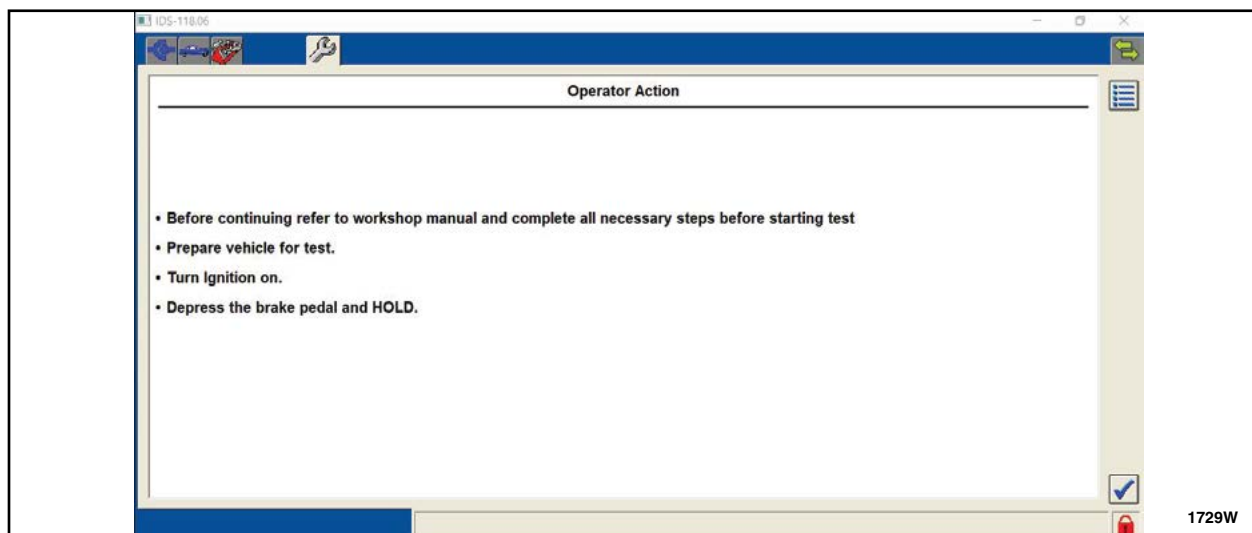 IDS-118.06
Operator Action
• Before continuing refer to workshop manual and complete all necessary steps before starting test
• Prepare vehicle for test.
• Turn Ignition on.
• Depress the brake pedal and HOLD.
1729W